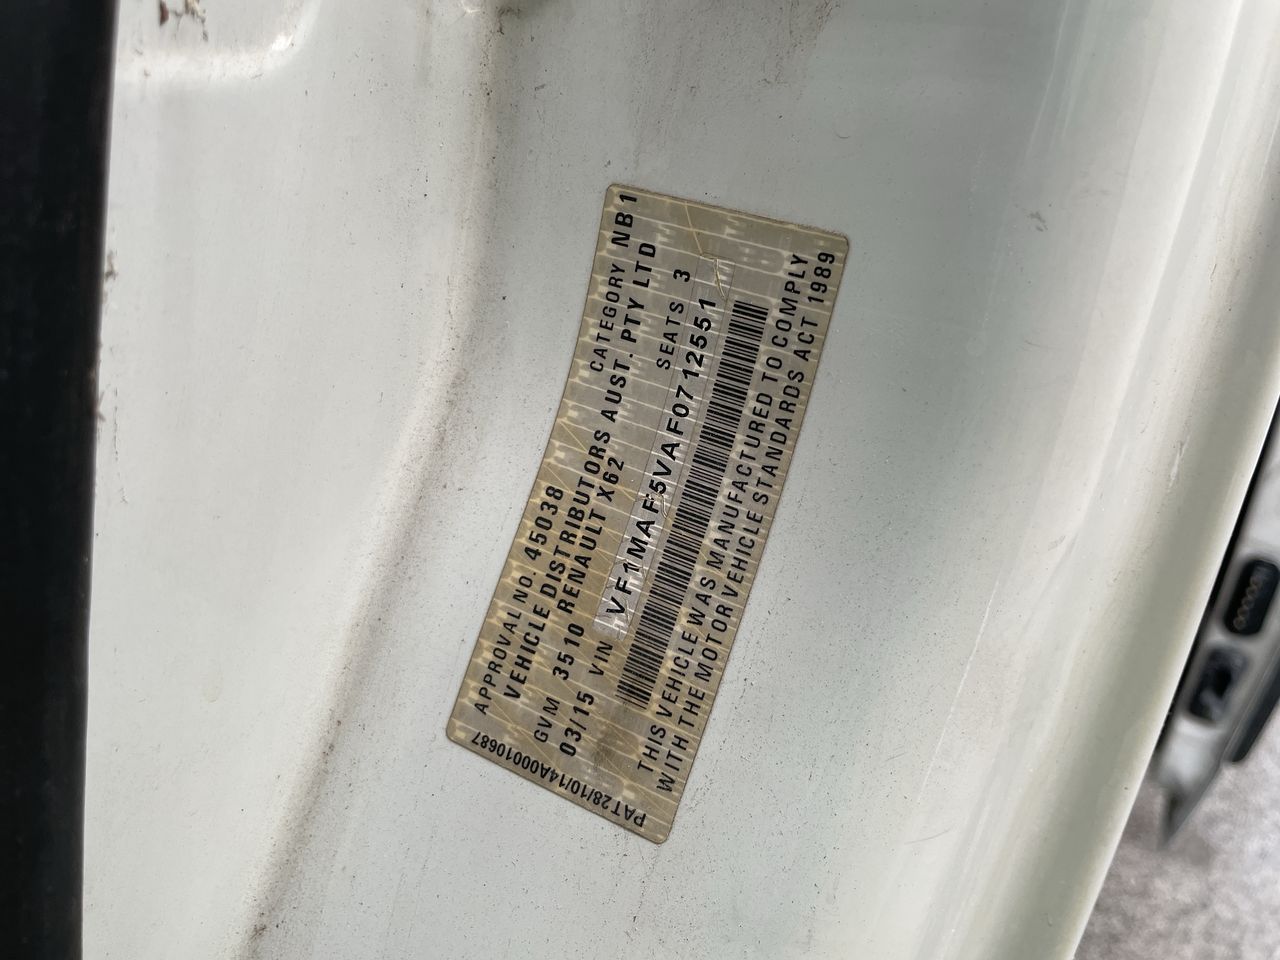 APPROVAL NO. 45038 CATEGORY NB1
VEHICLE DISTRIBUTORS AUST. PTY LTD
GVM 3510 RENAULT X62 SEATS 3
03/15 VIN VF1MAF5VAF0712551
THIS VEHICLE WAS MANUFACTURED TO COMPLY
WITH THE MOTOR VEHICLE STANDARDS ACT 1989
PAT28/10/14A00010687